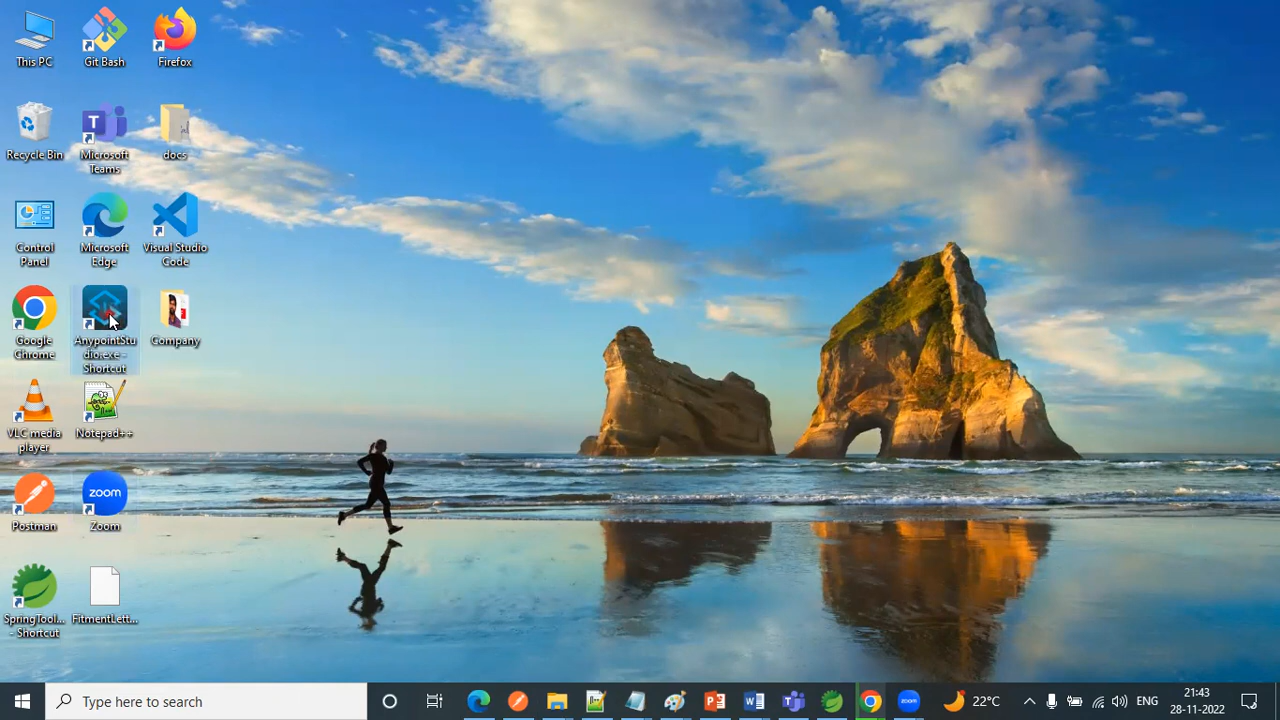 This PC
Git Bash
Firefox
Recycle Bin
Microsoft
Teams
docs
Control
Panel
Microsoft
Edge
Visual Studio
Code
Google
Chrome
AnypointStu
dio.exe -
Shortcut
Company
VLC media
player
Notepad++
Postman
zoom
Zoom
SpringTool...
- Shortcut
FitmentLett...
Type here to search
22°C
ENG
21:43
28-11-2022